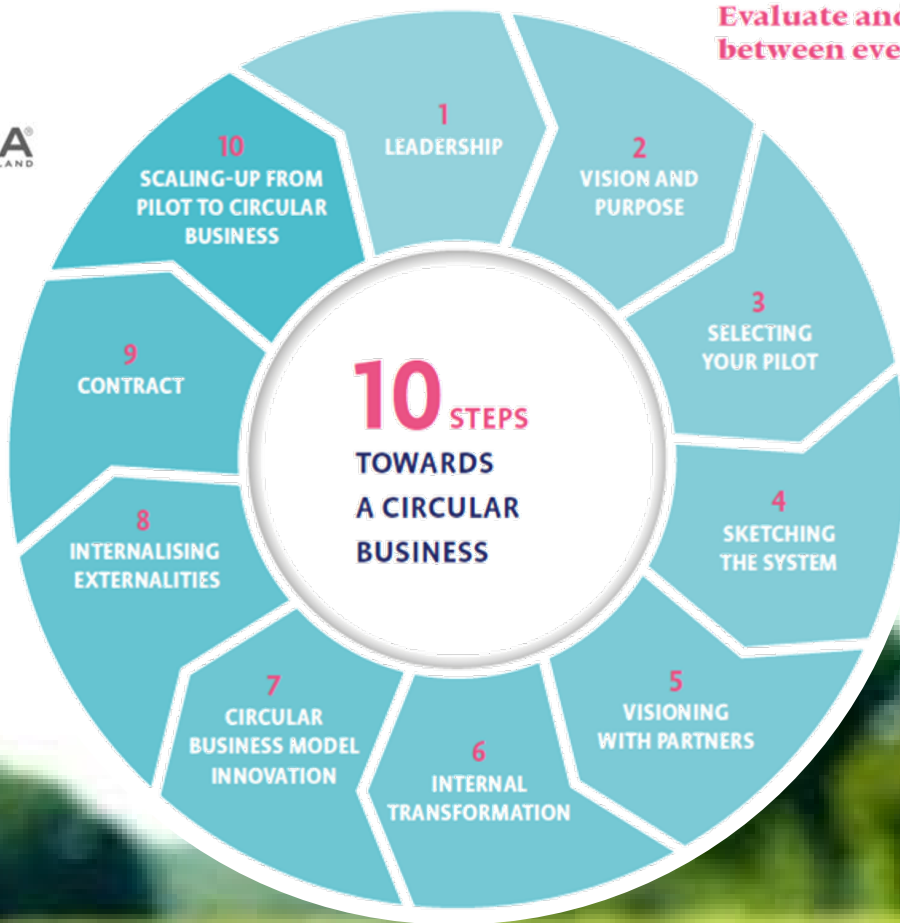 Evaluate and
between eve
A®
LAND
1
LEADERSHIP
2
VISION AND
PURPOSE
3
SELECTING
YOUR PILOT
4
SKETCHING
THE SYSTEM
5
VISIONING
WITH PARTNERS
6
INTERNAL
TRANSFORMATION
7
CIRCULAR
BUSINESS MODEL
INNOVATION
8
INTERNALISING
EXTERNALITIES
9
CONTRACT
10
SCALING-UP FROM
PILOT TO CIRCULAR
BUSINESS
10 STEPS
TOWARDS
A CIRCULAR
BUSINESS